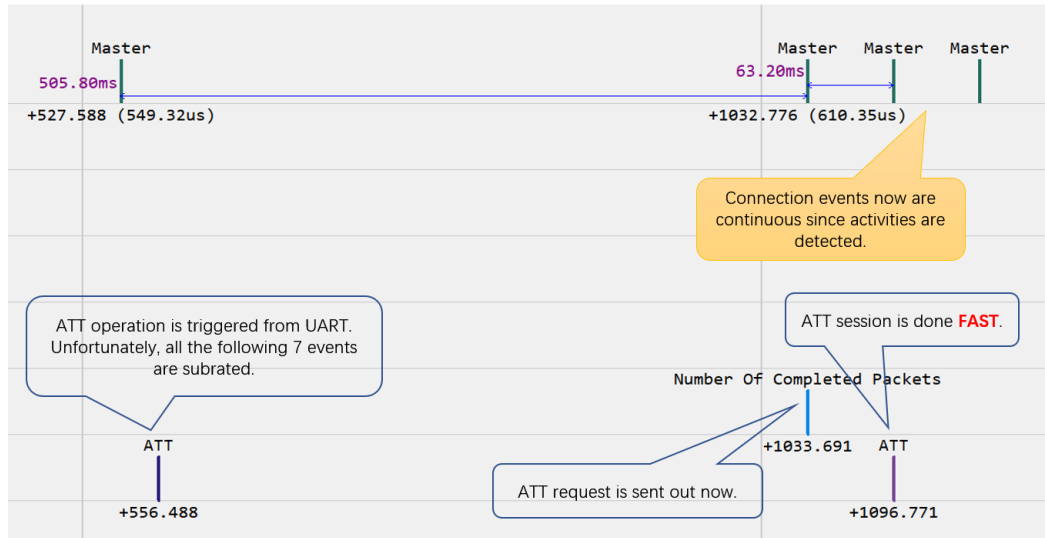 Master
Master
Master
Master
505.80ms
63.20ms
+527.588 (549.32us)
+1032.776 (610.35us)
Connection events now are
continuous since activities are
detected.
ATT operation is triggered from UART.
Unfortunately, all the following 7 events
are subrated.
ATT session is done FAST.
Number Of Completed Packets
+1033.691
ATT
ATT
ATT request is sent out now.
+556.488
+1096.771